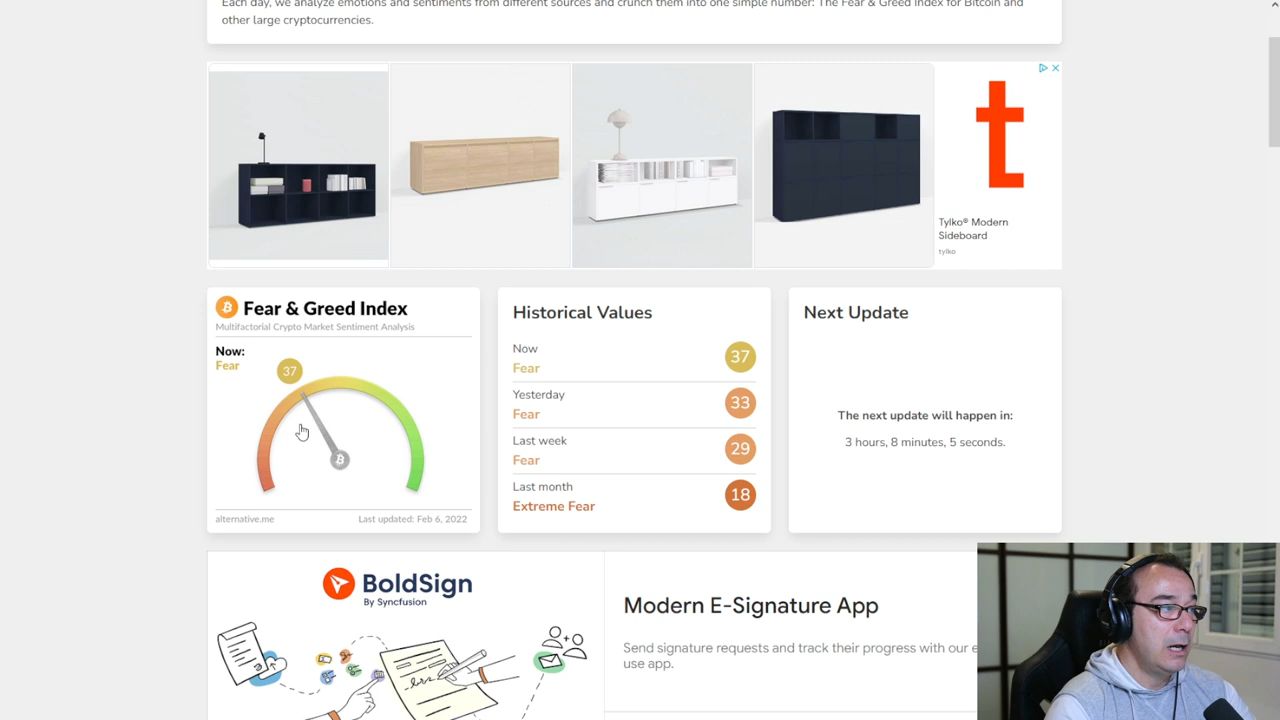 Each day, we analyze emotions and sentiments from different sources and crunch them into one simple number: The Fear & Greed Index for Bitcoin and
other large cryptocurrencies.
t
Tylko® Modern
Sideboard
tylko
Fear & Greed Index
Multifactorial Crypto Market Sentiment Analysis
Now:
Fear
37
alternative.me
Last updated: Feb 6, 2022
Historical Values
Now
Fear
37
Yesterday
Fear
33
Last week
Fear
29
Last month
Extreme Fear
18
Next Update
The next update will happen in:
3 hours, 8 minutes, 5 seconds.
BoldSign
By Syncfusion
Modern E-Signature App
Send signature requests and track their progress with our
use app.